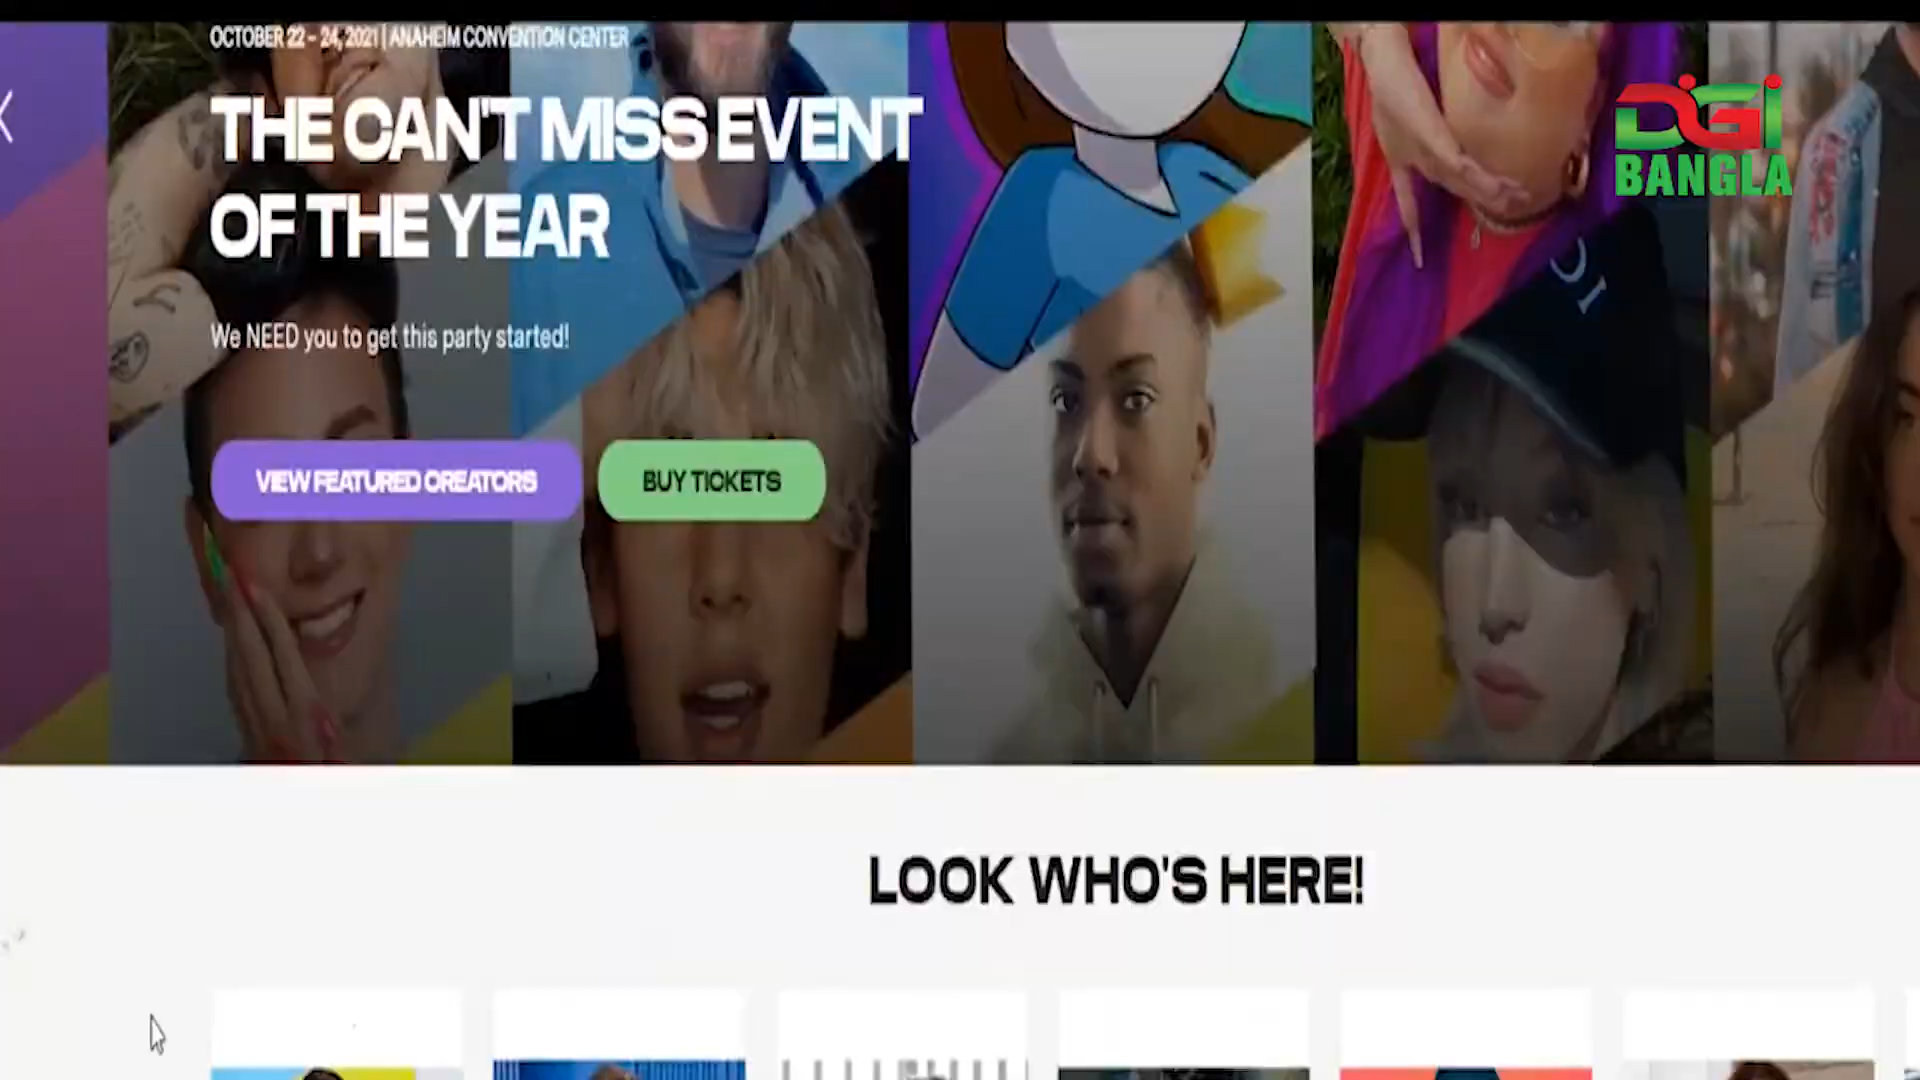 OCTOBER 22 - 24, 2021 | ANAHEIM CONVENTION CENTER
THE CAN'T MISS EVENT
OF THE YEAR
We NEED you to get this party started!
VIEW FEATURED CREATORS
BUY TICKETS
DIGI
BANGLA
LOOK WHO'S HERE!